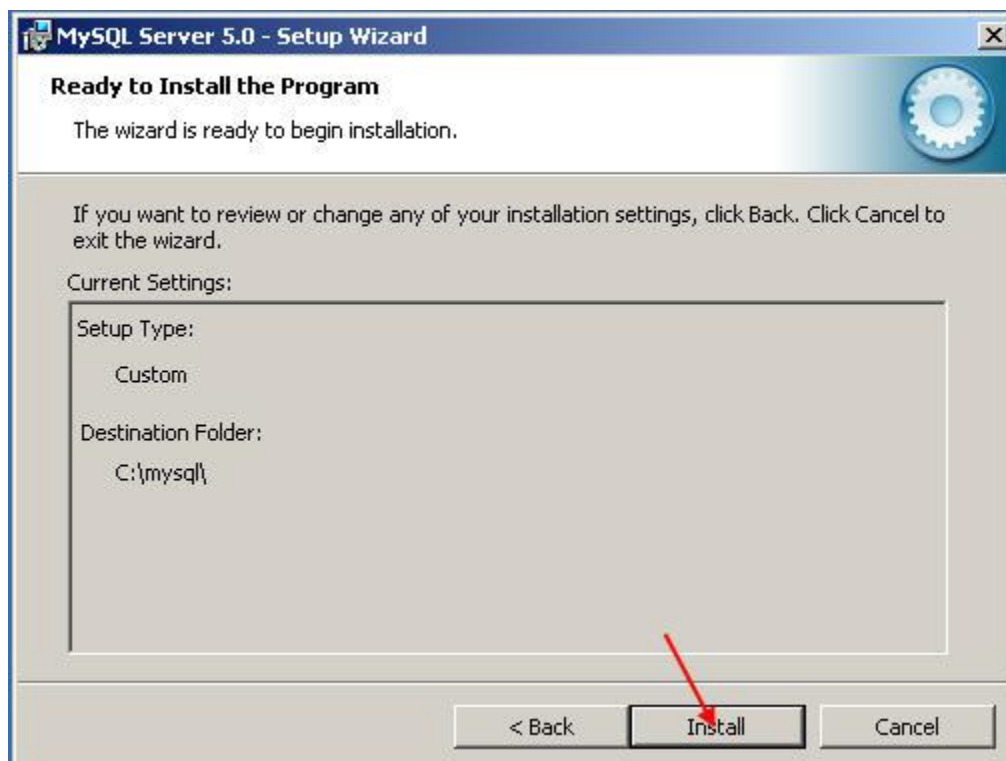 MySQL Server 5.0 - Setup Wizard
Ready to Install the Program
The wizard is ready to begin installation.
If you want to review or change any of your installation settings, click Back. Click Cancel to
exit the wizard.
Current Settings:
Setup Type:
Custom
Destination Folder:
C:\mysql\
< Back
Install
Cancel